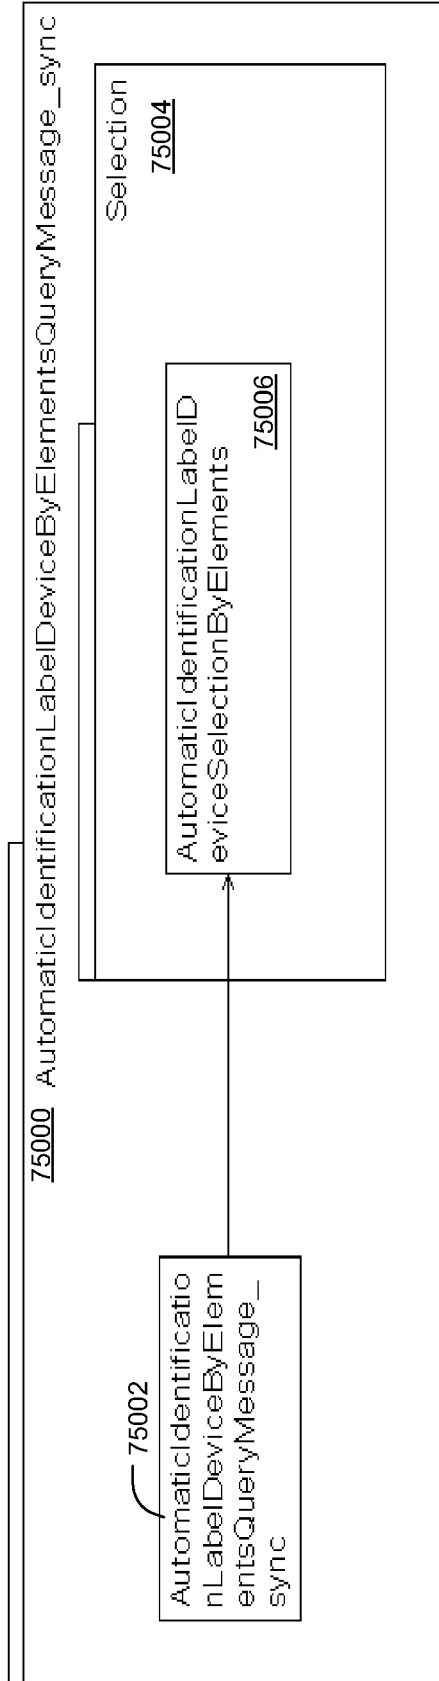 75000 AutomaticIdentificationLabelDeviceByElementsQueryMessage_sync
75002
AutomaticIdentificatio
nLabelDeviceByElem
entsQueryMessage_
sync
Selection
75004
AutomaticIdentificationLabelD
eviceSelectionByElements
75006